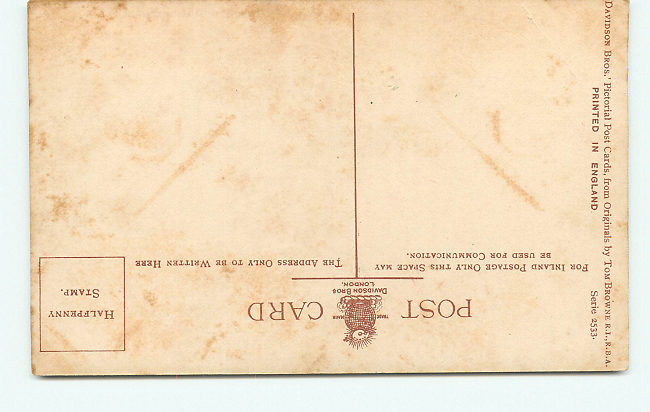 POST CARD
TRADE MARK
DAVIDSON BROS
LONDON.
FOR INLAND POSTAGE ONLY THIS SPACE MAY
BE USED FOR COMMUNICATION.
THE ADDRESS ONLY TO BE WRITTEN HERE
HALFPENNY
STAMP.
DAVIDSON BROS.' Pictorial Post Cards, from Originals by TOM BROWNE R.I., R.B.A.
PRINTED IN ENGLAND
Serie 2533.